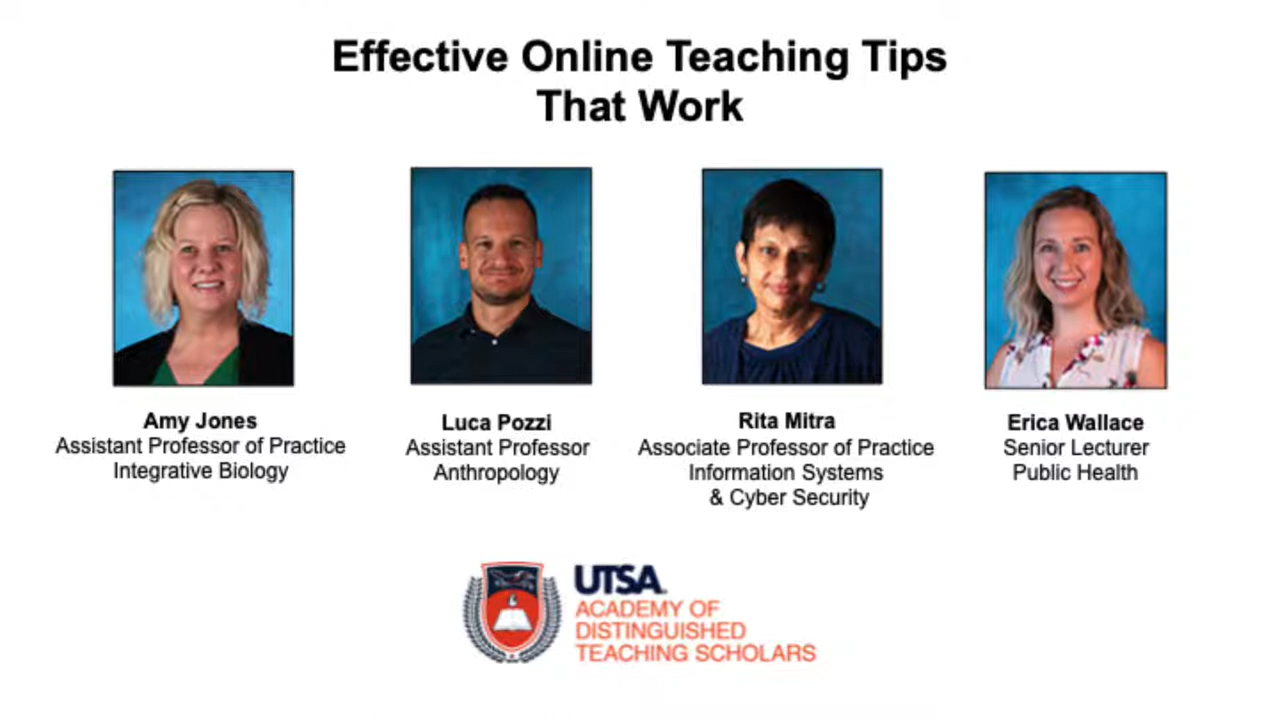 Effective Online Teaching Tips
That Work
Amy Jones
Assistant Professor of Practice
Integrative Biology
Luca Pozzi
Assistant Professor
Anthropology
Rita Mitra
Associate Professor of Practice
Information Systems
& Cyber Security
Erica Wallace
Senior Lecturer
Public Health
UTSA
ACADEMY OF
DISTINGUISHED
TEACHING SCHOLARS